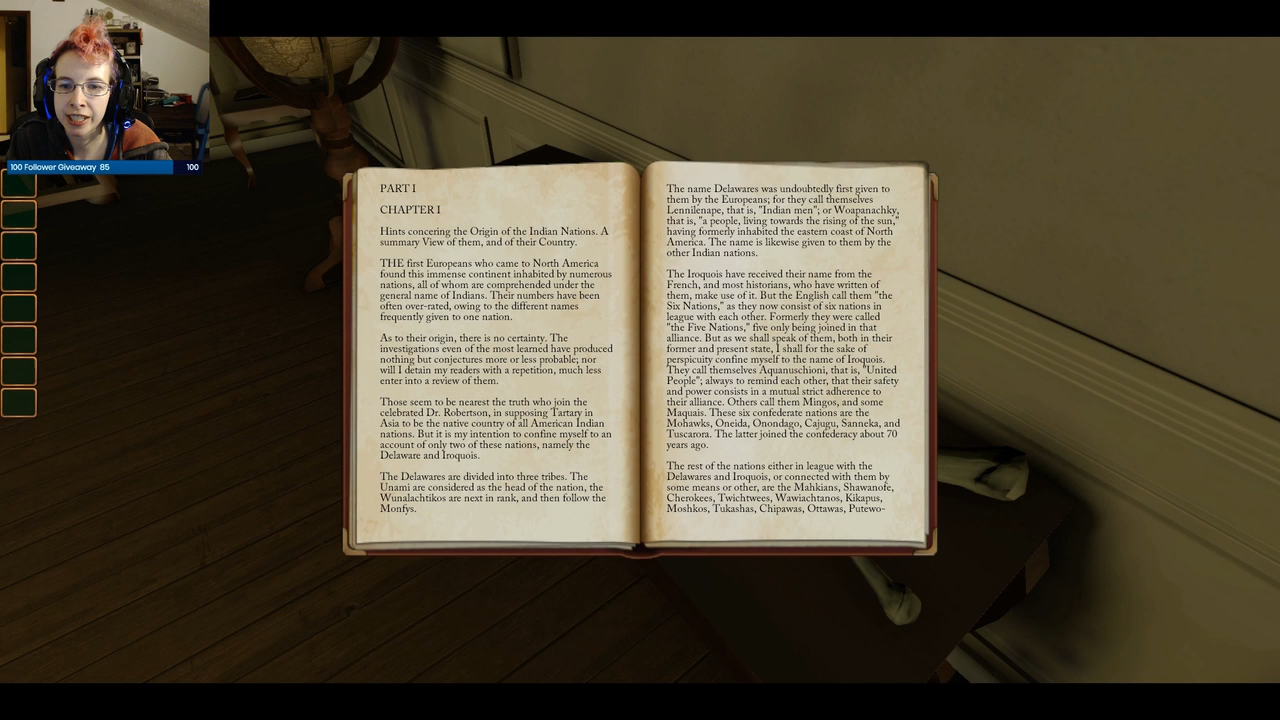 100 Follower Giveaway 85 100
PART I
CHAPTER I
Hints concering the Origin of the Indian Nations. A
summary View of them, and of their Country.
THE first Europeans who came to North America
found this immense continent inhabited by numerous
nations, all of whom are comprehended under the
general name of Indians. Their numbers have been
often over-rated, owing to the different names
frequently given to one nation.
As to their origin, there is no certainty. The
investigations even of the most learned have produced
nothing but conjectures more or less probable; nor
will I detain my readers with a repetition, much less
enter into a review of them.
Those seem to be nearest the truth who join the
celebrated Dr. Robertson, in supposing Tartary in
Asia to be the native country of all American Indian
nations. But it is my intention to confine myself to an
account of only two of these nations, namely the
Delaware and Iroquois.
The Delawares are divided into three tribes. The
Unami are considered as the head of the nation, the
Wunalachtikos are next in rank, and then follow the
Monfys.
The name Delawares was undoubtedly first given to
them by the Europeans; for they call themselves
Lennilenape, that is, "Indian men"; or Woapanachky,
that is, "a people, living towards the rising of the sun,"
having formerly inhabited the eastern coast of North
America. The name is likewise given to them by the
other Indian nations.
The Iroquois have received their name from the
French, and most historians, who have written of
them, make use of it. But the English call them "the
Six Nations," as they now consist of six nations in
league with each other. Formerly they were called
"the Five Nations," five only being joined in that
alliance. But as we shall speak of them, both in their
former and present state, I shall for the sake of
perspicuity confine myself to the name of Iroquois.
They call themselves Aquanuschioni, that is, "United
People"; always to remind each other, that their safety
and power consists in a mutual strict adherence to
their alliance. Others call them Mingos, and some
Maquais. These six confederate nations are the
Mohawks, Oneida, Onondago, Cajugu, Sanneka, and
Tuscarora. The latter joined the confederacy about 70
years ago.
The rest of the nations either in league with the
Delawares and Iroquois, or connected with them by
some means or other, are the Mahkians, Shawanofe,
Cherokees, Twichtwees, Wawiachtanos, Kikapus,
Moshkos, Tukashas, Chipawas, Ottawas, Putewo-